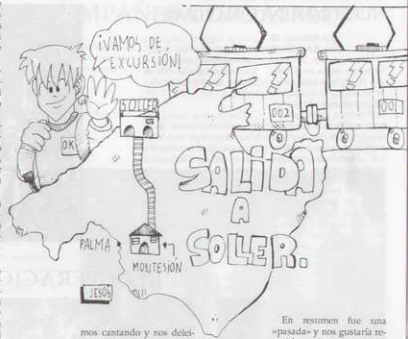 ¡VAMOS DE
EXCURSIÓN!
SOLLER
OK
002
001
SALIDA
A
SOLLER.
PALMA
MONTESIÓN
JESÚS
mos cantando y nos delei-
En resumen fue una
«pasada» y nos gustaría re-